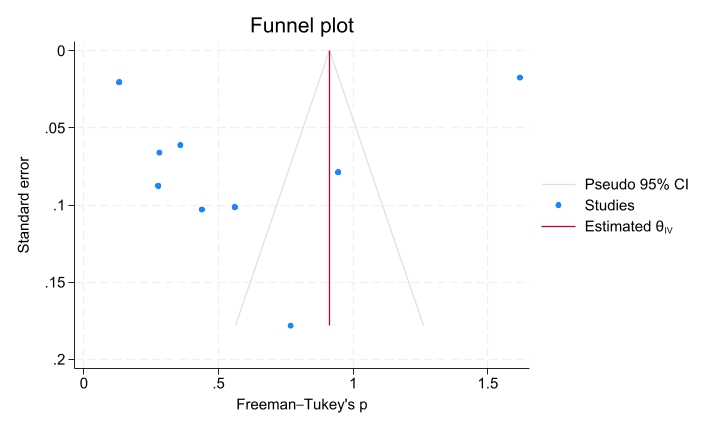 Funnel plot
0
.05
.1
.15
.2
Standard error
0
.5
1
1.5
Freeman–Tukey's p
Pseudo 95% CI
Studies
Estimated θIV